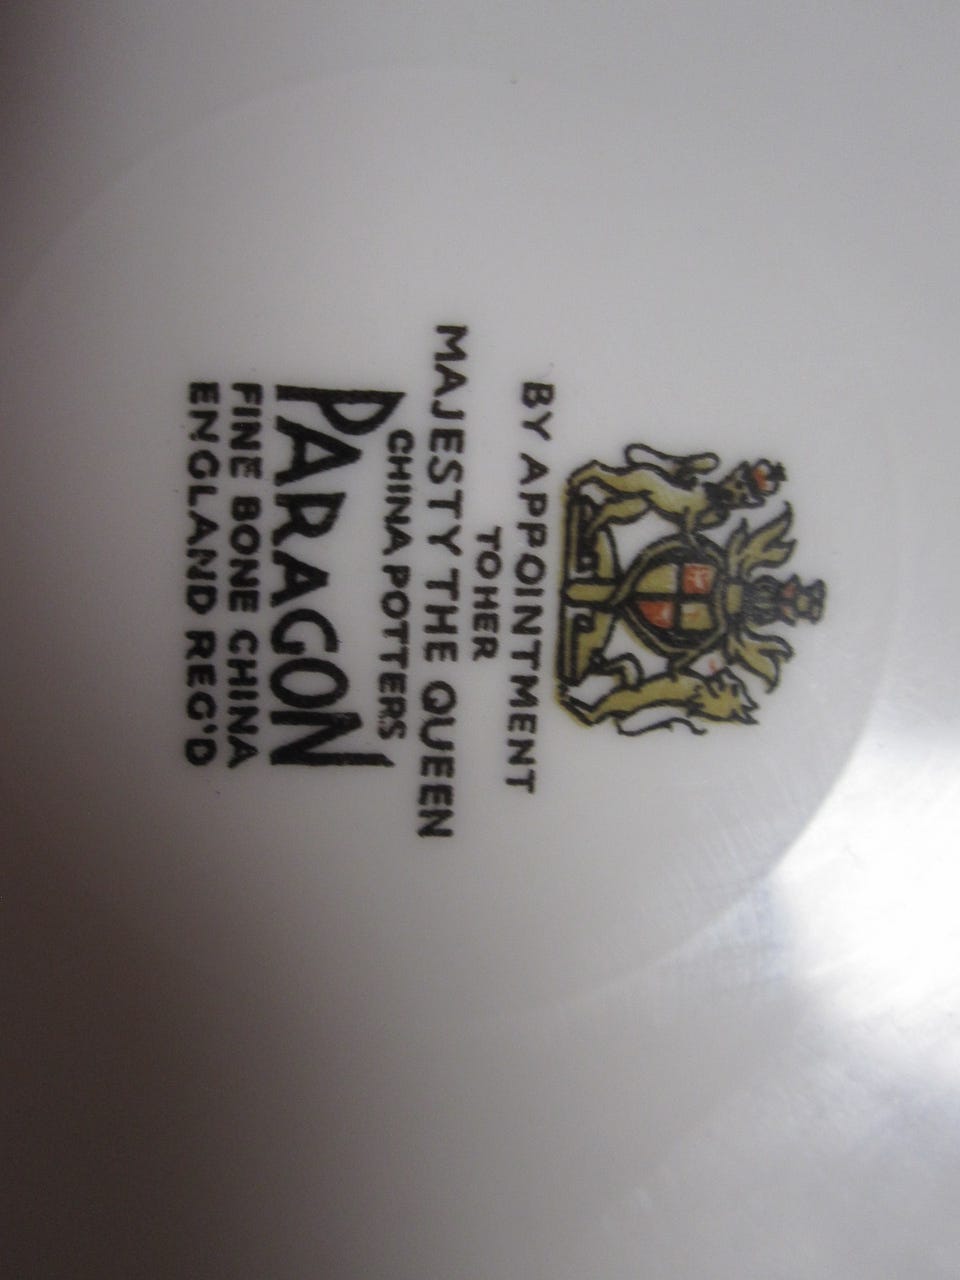 BY APPOINTMENT
TO HER
MAJESTY THE QUEEN
CHINA POTTERS
PARAGON
FINE BONE CHINA
ENGLAND REG'D